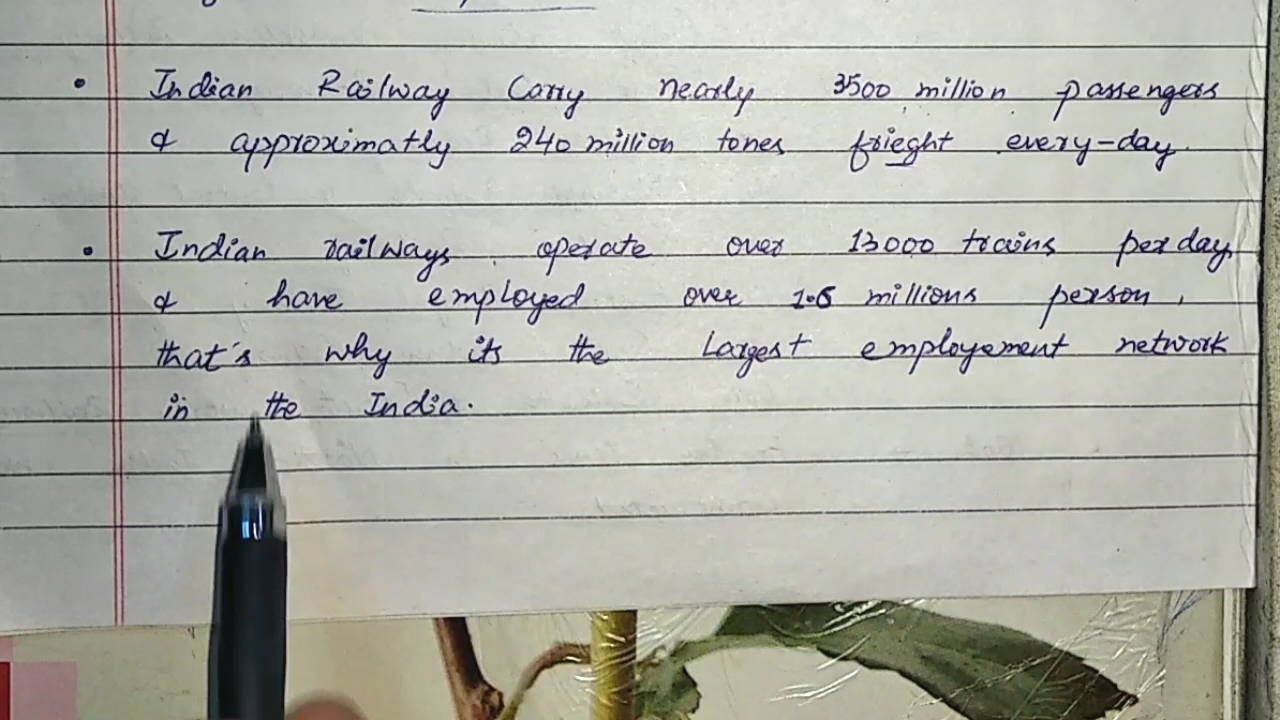 • Indian Railway Carry nearly 3500 million passengers
& approximatly 240 million tones frieght every-day.
• Indian railways operate over 13000 trains per day
& have employed over 1.6 millions person,
that's why its the Largest employement network
in the India.